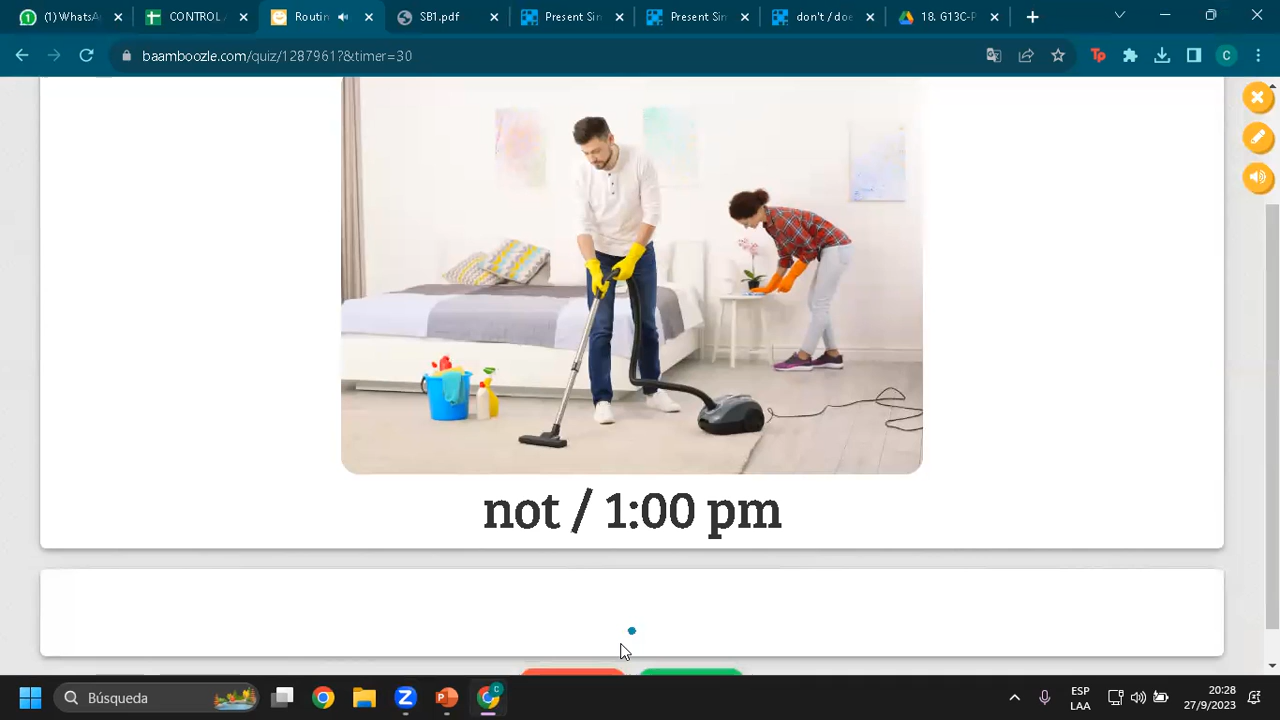 (1) WhatsA
CONTROL A
Routin
SB1.pdf
Present Sin
Present Sin
don't / doe
18. G13C-P
baamboozle.com/quiz/1287961?&timer=30
Tp
C
not / 1:00 pm
Búsqueda
C
ESP
LAA
20:28
27/9/2023